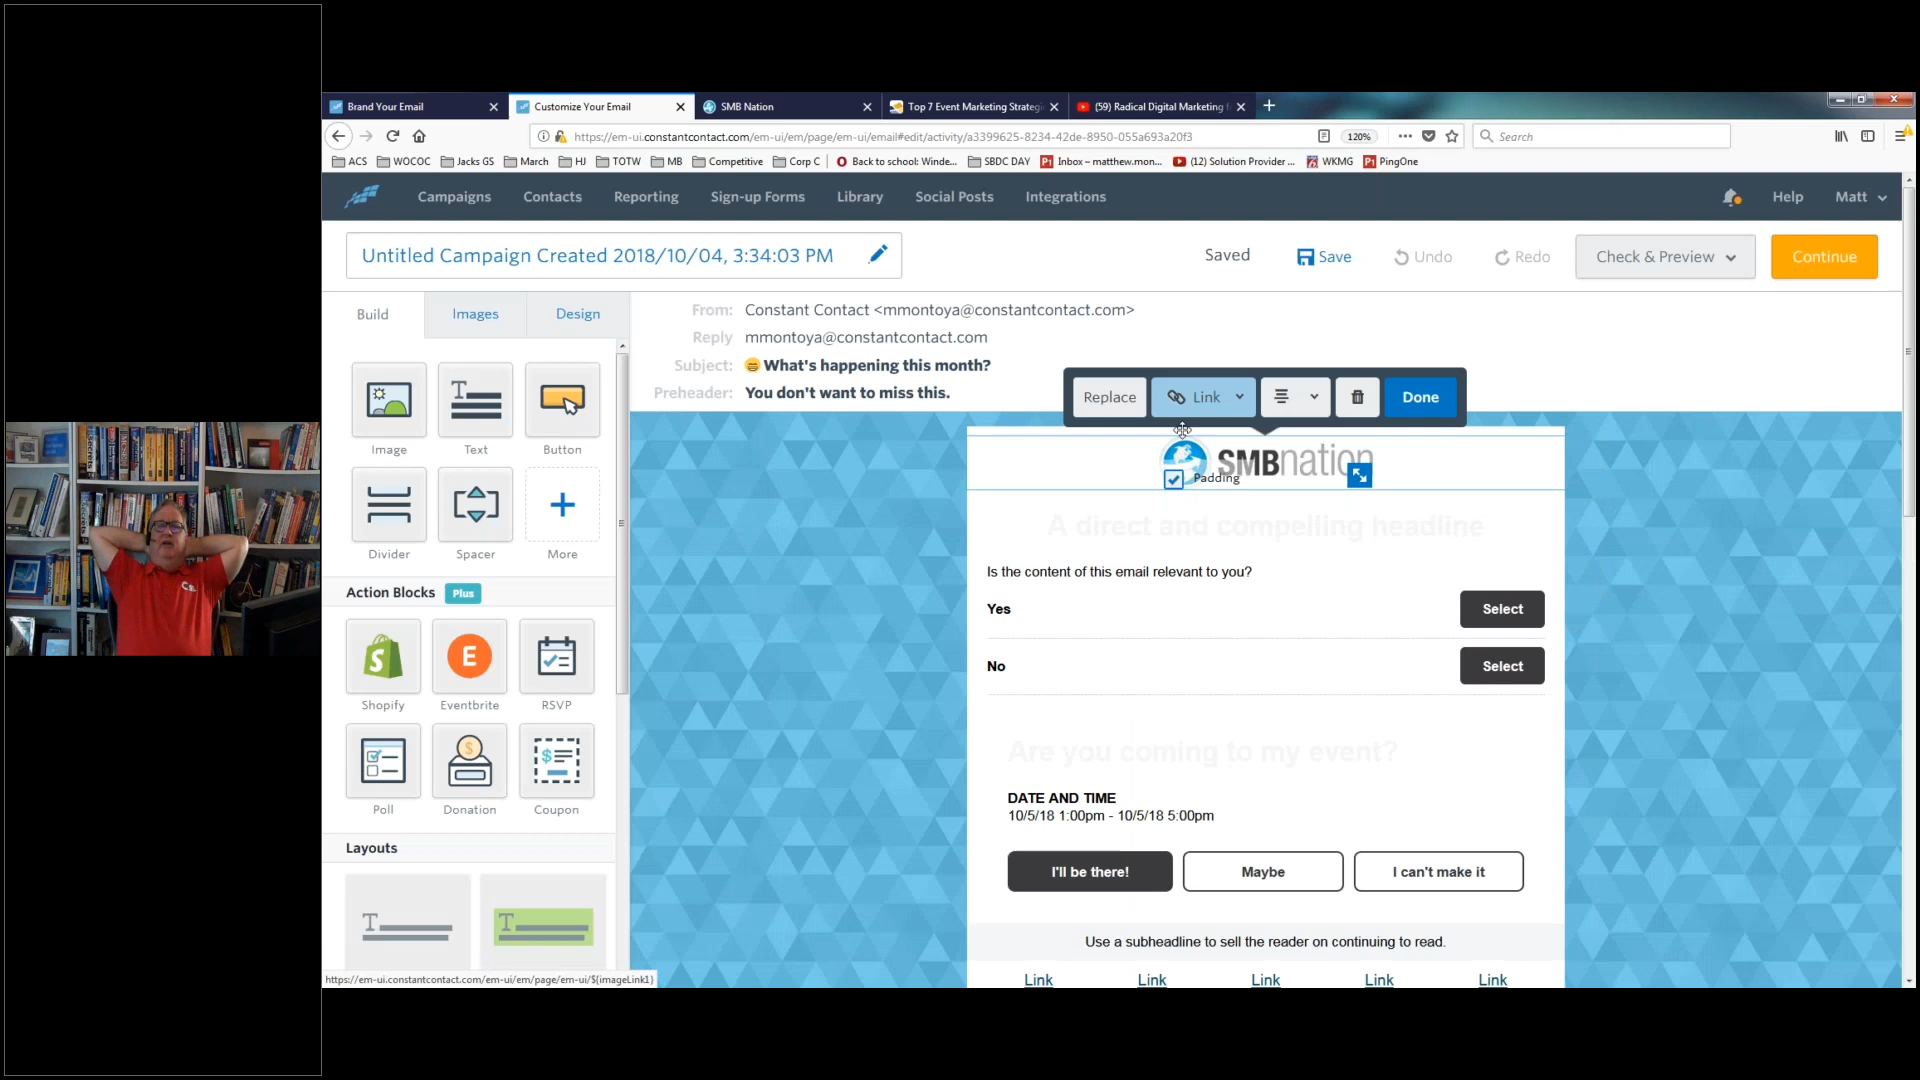 Brand Your Email
Customize Your Email
SMB Nation
Top 7 Event Marketing Strategi
(59) Radical Digital Marketing
https://em-ui.constantcontact.com/em-ui/em/page/em-ui/email#edit/activity/a3399625-8234-42de-8950-055a693a20f3
120%
Search
ACS
WOCOC
Jacks GS
March
HJ
TOTW
MB
Competitive
Corp C
Back to school: Winde...
SBDC DAY
Inbox – matthew.mon...
(12) Solution Provider ...
WKMG
PingOne
Campaigns
Contacts
Reporting
Sign-up Forms
Library
Social Posts
Integrations
Help
Matt
Untitled Campaign Created 2018/10/04, 3:34:03 PM
Saved
Save
Undo
Redo
Check & Preview
Continue
Build
Images
Design
From: Constant Contact <mmontoya@constantcontact.com>
Reply mmontoya@constantcontact.com
Subject: 😄 What's happening this month?
Preheader: You don't want to miss this.
Replace
Link
Done
Image
Text
Button
Divider
Spacer
More
SMBnation
Padding
A direct and compelling headline
Is the content of this email relevant to you?
Yes
Select
No
Select
Action Blocks
Plus
Shopify
Eventbrite
RSVP
Poll
Donation
Coupon
Are you coming to my event?
DATE AND TIME
10/5/18 1:00pm - 10/5/18 5:00pm
I'll be there!
Maybe
I can't make it
Layouts
Use a subheadline to sell the reader on continuing to read.
Link
Link
Link
Link
Link
https://em-ui.constantcontact.com/em-ui/em/page/em-ui/${imageLink1}